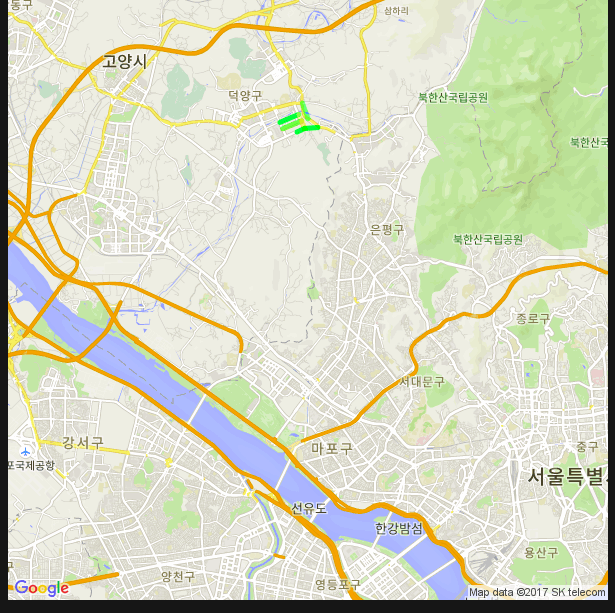 상하리
동구
고양시
덕양구
북한산국립공원
북한산국
은평구
북한산국립공원
종로구
서대문구
강서구
마포구
중구
포국제공항
서울특별시
선유도
한강밤섬
용산구
양천구
영등포구
Google
Map data ©2017 SK telecom